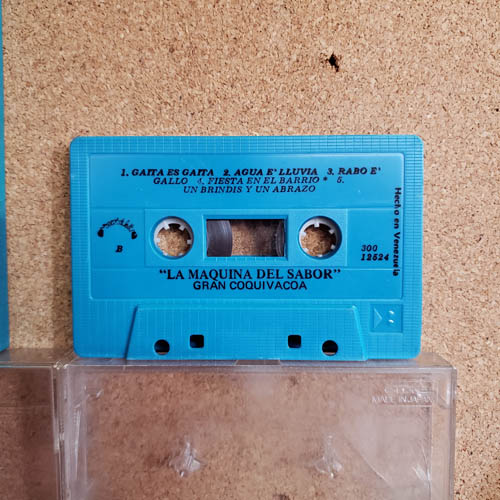 1. GAITA ES GAITA 2. AGUA E' LLUVIA 3. RABO E'
GALLO 4. FIESTA EN EL BARRIO * 5.
UN BRINDIS Y UN ABRAZO
B
300
12524
Hecho en Venezuela
"LA MAQUINA DEL SABOR"
GRAN COQUIVACOA
MADE IN JAPAN